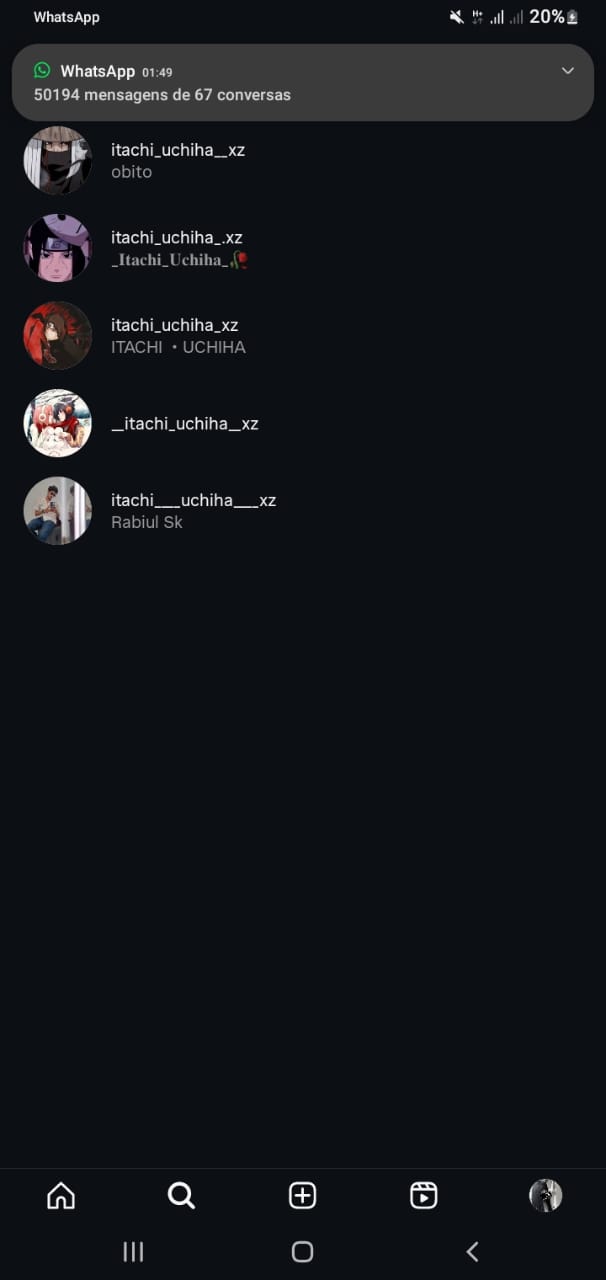 WhatsApp
H+
20%
WhatsApp 01:49
50194 mensagens de 67 conversas
itachi_uchiha__xz
obito
itachi_uchiha_.xz
_𝐈𝐭𝐚𝐜𝐡𝐢_𝐔𝐜𝐡𝐢𝐡𝐚_🥀
itachi_uchiha_xz
ITACHI • UCHIHA
__itachi_uchiha__xz
itachi___uchiha___xz
Rabiul Sk